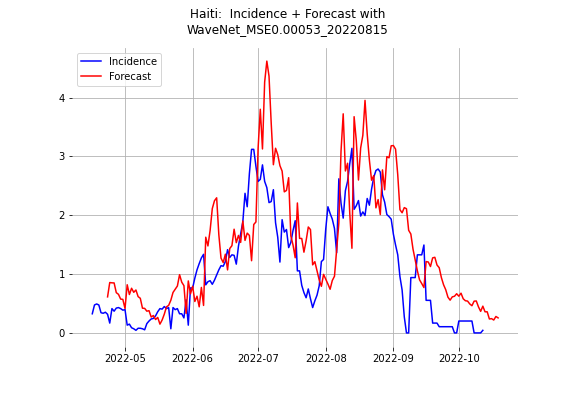 Haiti:  Incidence + Forecast with
WaveNet_MSE0.00053_20220815
Incidence
Forecast
4
3
2
1
0
2022-05 2022-06 2022-07 2022-08 2022-09 2022-10